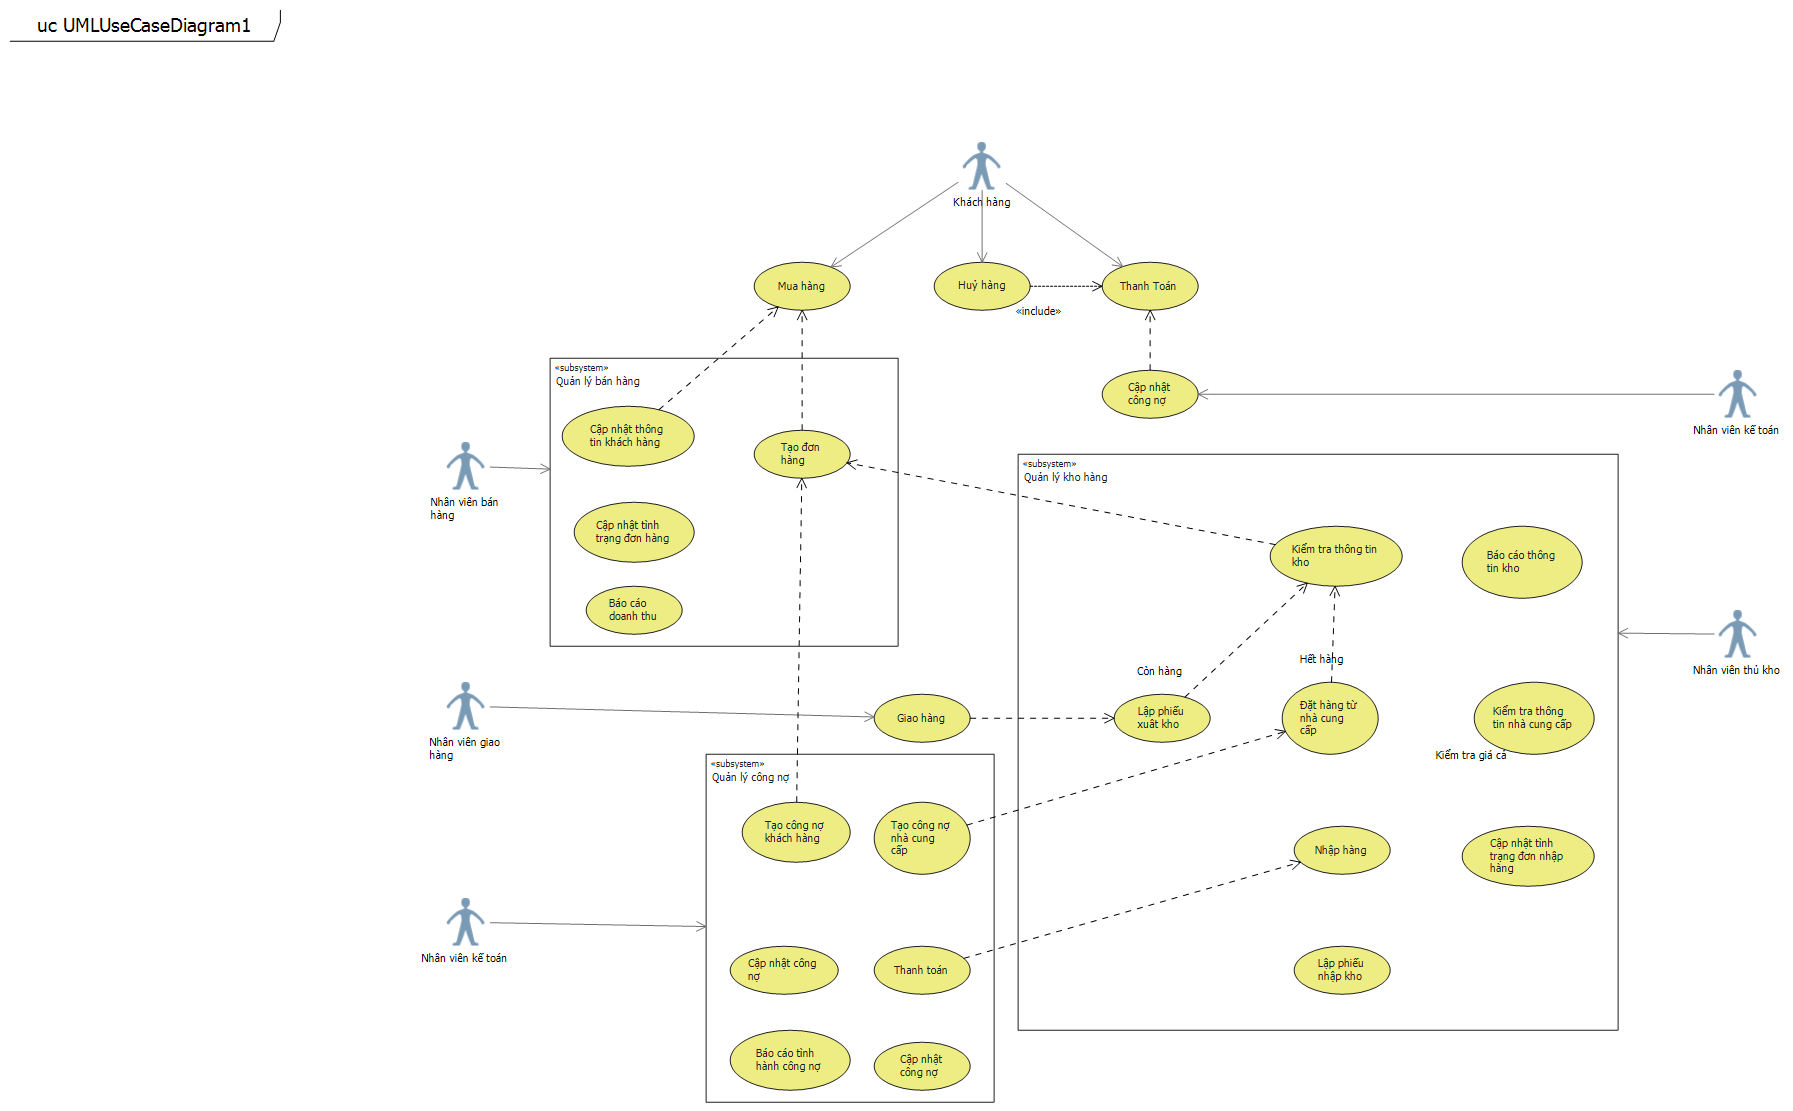 uc UMLUseCaseDiagram1
Khách hàng
Mua hàng
Huỷ hàng
Thanh Toán
«include»
«subsystem»
Quản lý bán hàng
Cập nhật
công nợ
Nhân viên kế toán
Cập nhật thông
tin khách hàng
Tạo đơn
hàng
Nhân viên bán
hàng
Cập nhật tình
trạng đơn hàng
Báo cáo
doanh thu
«subsystem»
Quản lý kho hàng
Kiểm tra thông tin
kho
Báo cáo thông
tin kho
Còn hàng
Hết hàng
Nhân viên thủ kho
Nhân viên giao
hàng
Giao hàng
Lập phiếu
xuất kho
Đặt hàng từ
nhà cung
cấp
Kiểm tra thông
tin nhà cung cấp
Kiểm tra giá cả
«subsystem»
Quản lý công nợ
Tạo công nợ
khách hàng
Tạo công nợ
nhà cung
cấp
Nhập hàng
Cập nhật tình
trạng đơn nhập
hàng
Nhân viên kế toán
Cập nhật công
nợ
Thanh toán
Lập phiếu
nhập kho
Báo cáo tình
hành công nợ
Cập nhật
công nợ